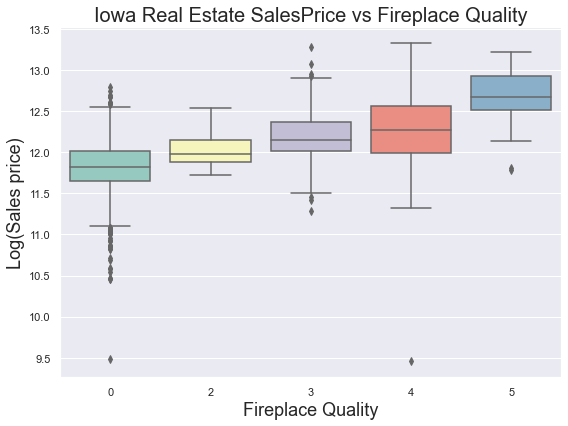 Iowa Real Estate SalesPrice vs Fireplace Quality
13.5
13.0
12.5
12.0
11.5
11.0
10.5
10.0
9.5
Log(Sales price)
0 2 3 4 5
Fireplace Quality